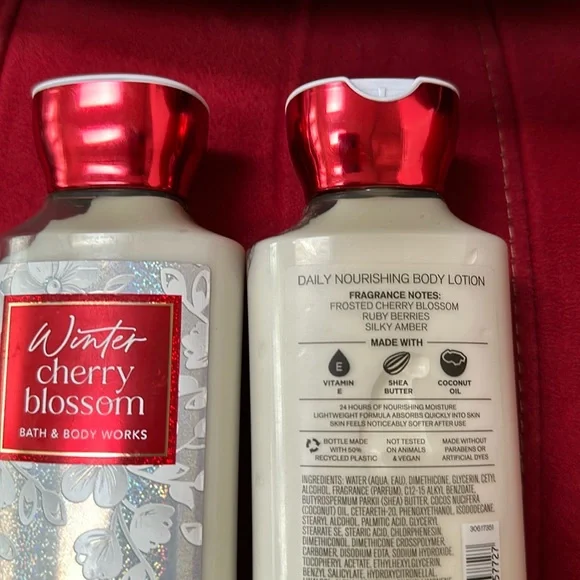 Winter
cherry
blossom
BATH & BODY WORKS
DAILY NOURISHING BODY LOTION
FRAGRANCE NOTES:
FROSTED CHERRY BLOSSOM
RUBY BERRIES
SILKY AMBER
MADE WITH
E
VITAMIN
E
SHEA
BUTTER
COCONUT
OIL
24 HOURS OF NOURISHING MOISTURE
LIGHTWEIGHT FORMULA ABSORBS QUICKLY INTO SKIN
SKIN FEELS NOTICEABLY SOFTER AFTER USE
BOTTLE MADE
WITH 50%
RECYCLED PLASTIC
NOT TESTED
ON ANIMALS
& VEGAN
MADE WITHOUT
PARABENS OR
ARTIFICIAL DYES
INGREDIENTS: WATER (AQUA, EAU), DIMETHICONE, GLYCERIN, CETYL
ALCOHOL, FRAGRANCE (PARFUM), C12-15 ALKYL BENZOATE,
BUTYROSPERMUM PARKII (SHEA) BUTTER, COCOS NUCIFERA
(COCONUT) OIL, CETEARETH-20, PHENOXYETHANOL, ISODODECANE,
STEARYL ALCOHOL, PALMITIC ACID, GLYCERYL
STEARATE SE, STEARIC ACID, CHLORPHENESIN,
DIMETHICONOL, DIMETHICONE CROSSPOLYMER,
CARBOMER, DISODIUM EDTA, SODIUM HYDROXIDE,
TOCOPHERYL ACETATE, ETHYLHEXYLGLYCERIN,
BENZYL SALICYLATE, HYDROXYCITRONELLAL,